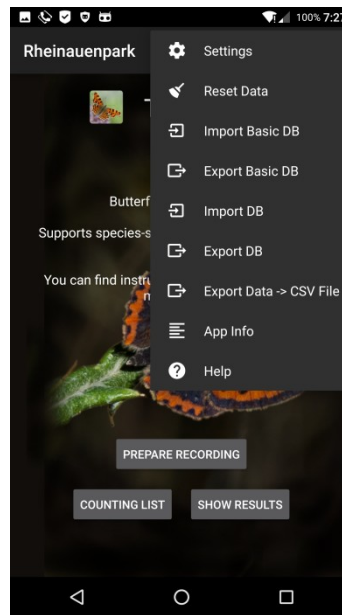 100% 7:27
Rheinauenpark
Settings
Reset Data
Import Basic DB
Export Basic DB
Butterf
Import DB
Supports species-s
Export DB
You can find instru
Export Data -> CSV File
App Info
Help
PREPARE RECORDING
COUNTING LIST
SHOW RESULTS